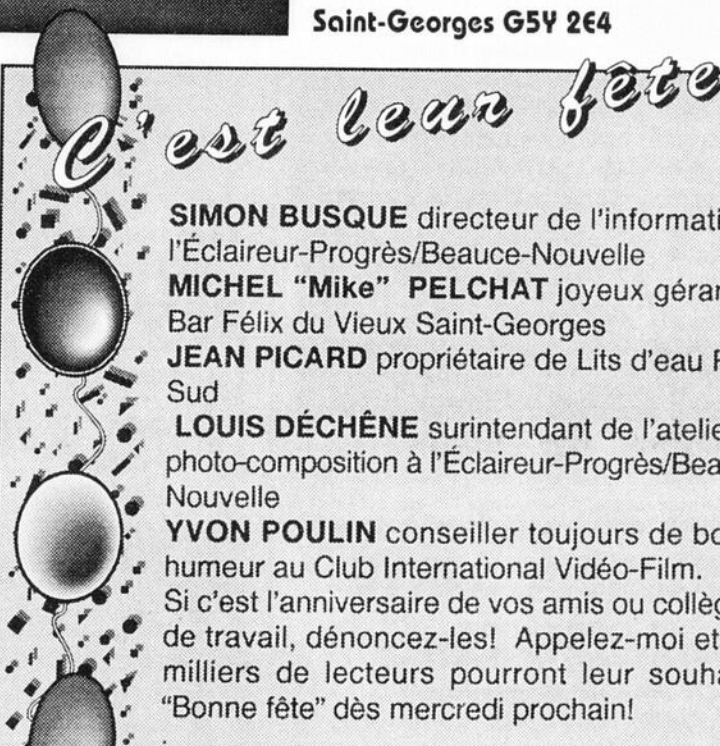 Saint-Georges G5Y 2E4
C'est leur fête
SIMON BUSQUE directeur de l'informati
l'Éclaireur-Progrès/Beauce-Nouvelle
MICHEL "Mike" PELCHAT joyeux géran
Bar Félix du Vieux Saint-Georges
JEAN PICARD propriétaire de Lits d'eau
Sud
LOUIS DÉCHÊNE surintendant de l'atelie
photo-composition à l'Éclaireur-Progrès/Bea
Nouvelle
YVON POULIN conseiller toujours de bo
humeur au Club International Vidéo-Film.
Si c'est l'anniversaire de vos amis ou collèg
de travail, dénoncez-les! Appelez-moi et
milliers de lecteurs pourront leur souha
"Bonne fête" dès mercredi prochain!